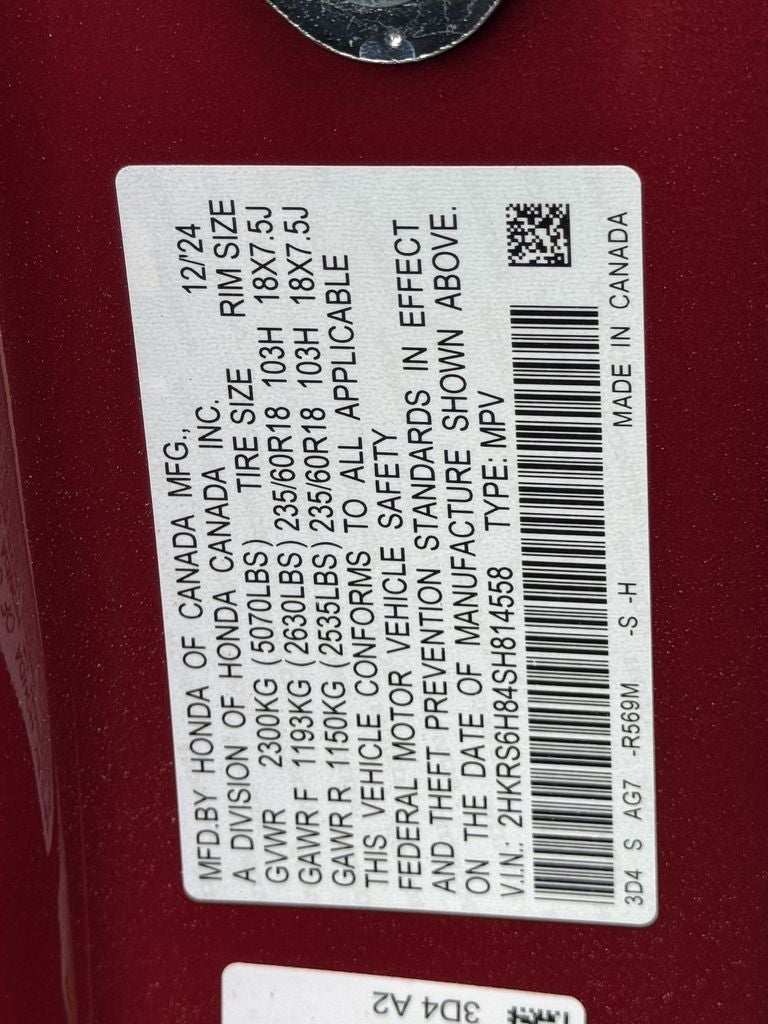 MFD.BY HONDA OF CANADA MFG., 12/'24
A DIVISION OF HONDA CANADA INC.
TIRE SIZE RIM SIZE
GVWR 2300KG (5070LBS)
GAWR F 1193KG (2630LBS) 235/60R18 103H 18X7.5J
GAWR R 1150KG (2535LBS) 235/60R18 103H 18X7.5J
THIS VEHICLE CONFORMS TO ALL APPLICABLE
FEDERAL MOTOR VEHICLE SAFETY
AND THEFT PREVENTION STANDARDS IN EFFECT
ON THE DATE OF MANUFACTURE SHOWN ABOVE.
V.I.N.: 2HKRS6H84SH814558 TYPE: MPV
3D4 S AG7 -R569M -S -H MADE IN CANADA
3D4 A2